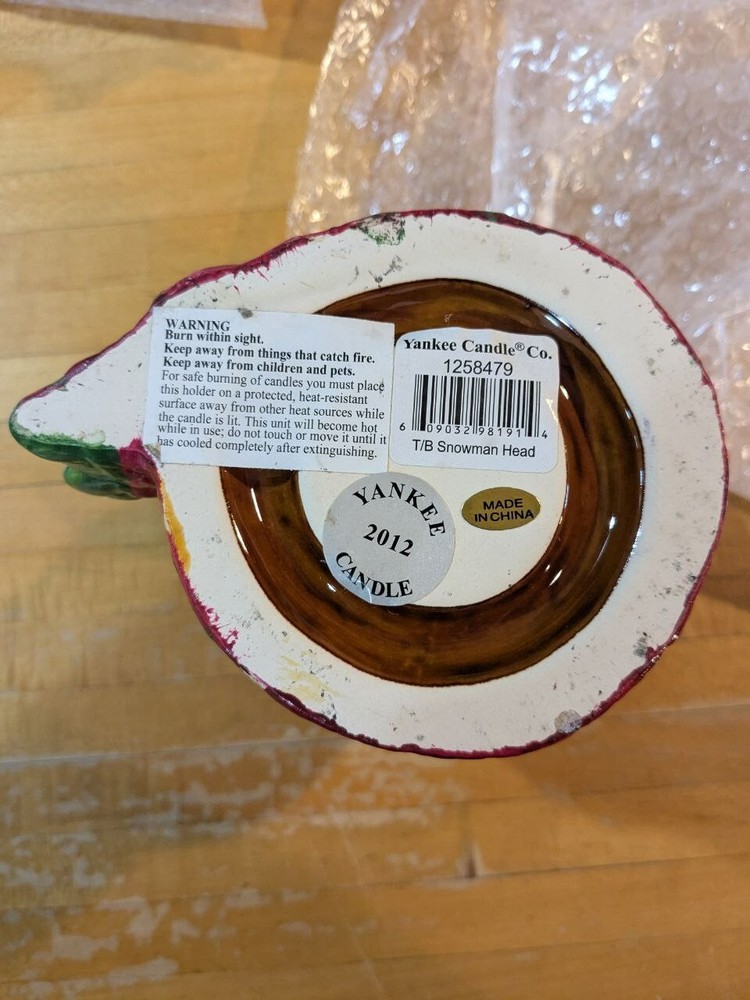 WARNING
Burn within sight.
Keep away from things that catch fire.
Keep away from children and pets.
For safe burning of candles you must place
this holder on a protected, heat-resistant
surface away from other heat sources while
the candle is lit. This unit will become hot
while in use; do not touch or move it until it
has cooled completely after extinguishing.
Yankee Candle® Co.
1258479
6 09032 98191 4
T/B Snowman Head
YANKEE
2012
CANDLE
MADE
IN CHINA